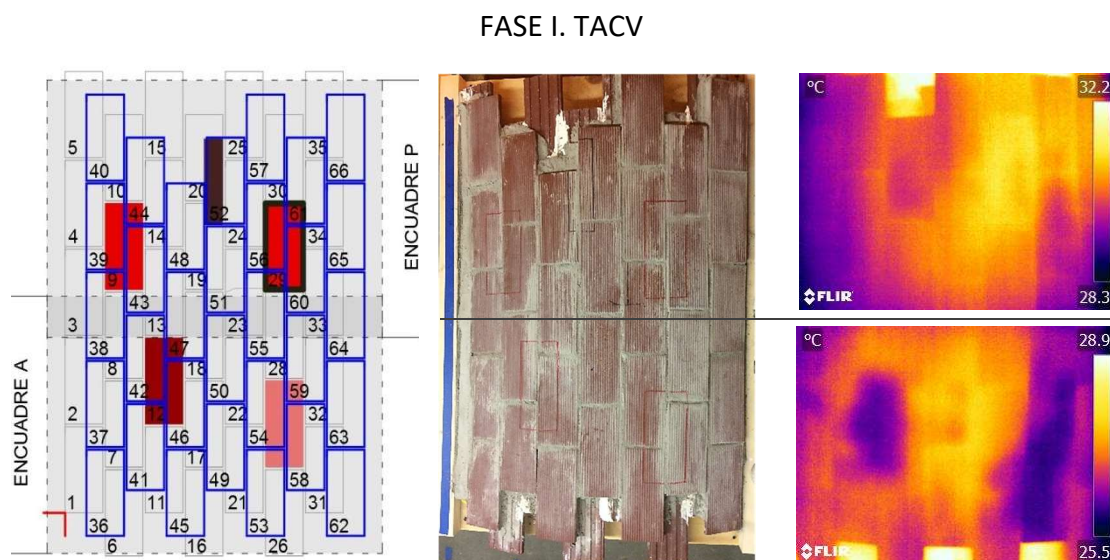 FASE I. TACV
ENCUADRE P
ENCUADRE A
5 15 25 35
40 57 66
10 20 30
44 52 61
4 14 24 34
39 48 56 65
9 19 29
43 51 60
3 13 23 33
38 47 55 64
8 18 28
42 50 59
2 12 22 32
37 46 54 63
7 17
41 49 58
1 11 21 31
36 45 53 62
6 16 26
ºC
32.2
28.3
FLIR
ºC
28.9
25.5
FLIR